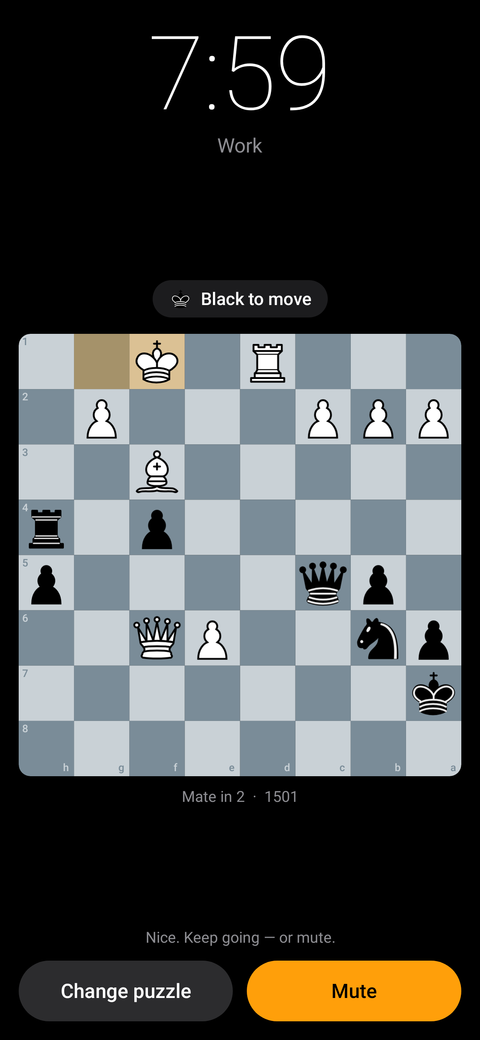 7:59
Work
Black to move
1
2
3
4
5
6
7
8
h g f e d c b a
Mate in 2 · 1501
Nice. Keep going — or mute.
Change puzzle
Mute